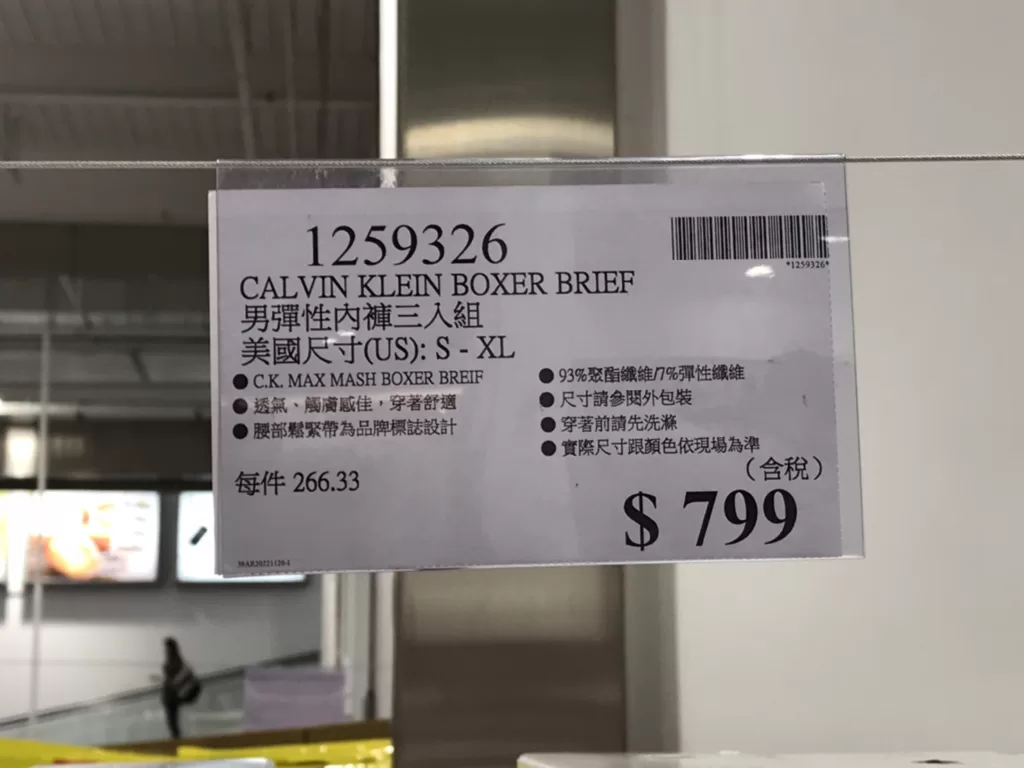 1259326
*1259326*
CALVIN KLEIN BOXER BRIEF
男彈性內褲三入組
美國尺寸(US): S - XL
● C.K. MAX MASH BOXER BREIF
● 透氣、觸膚感佳，穿著舒適
● 腰部鬆緊帶為品牌標誌設計
● 93%聚酯纖維/7%彈性纖維
● 尺寸請參閱外包裝
● 穿著前請先洗滌
● 實際尺寸跟顏色依現場為準
（含稅）
每件 266.33
$ 799